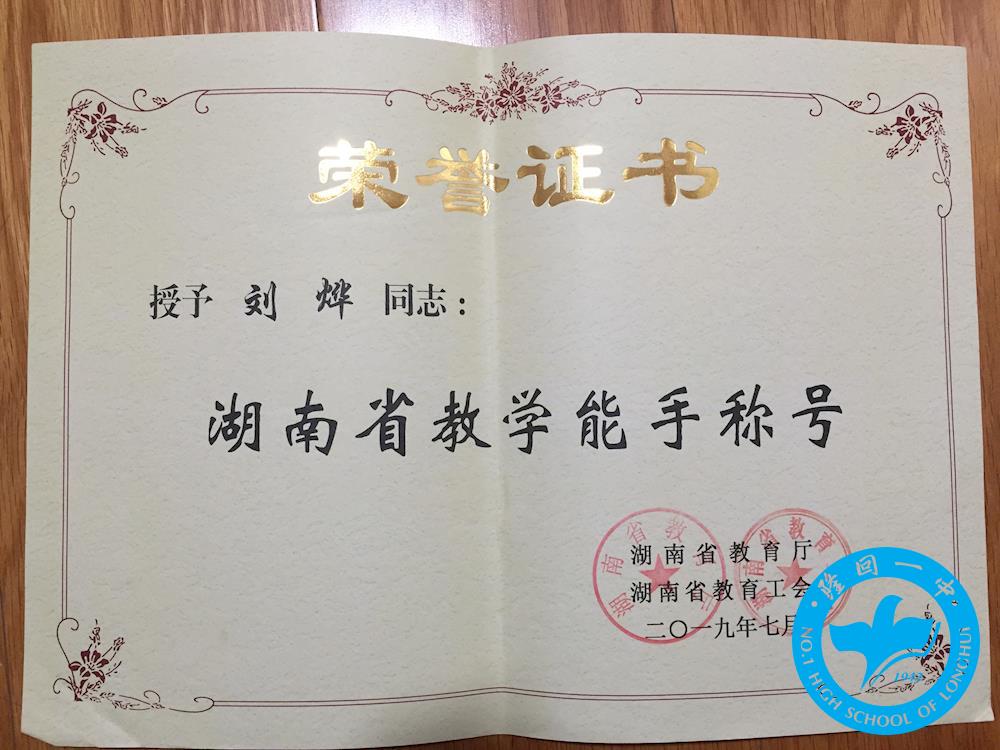 荣誉证书
授予 刘 烨 同志：
湖南省教学能手称号
湖南省教育厅
湖南省教育工会
二〇一九年七月
隆回一中
NO.1 HIGH SCHOOL OF LONGHUI
1942